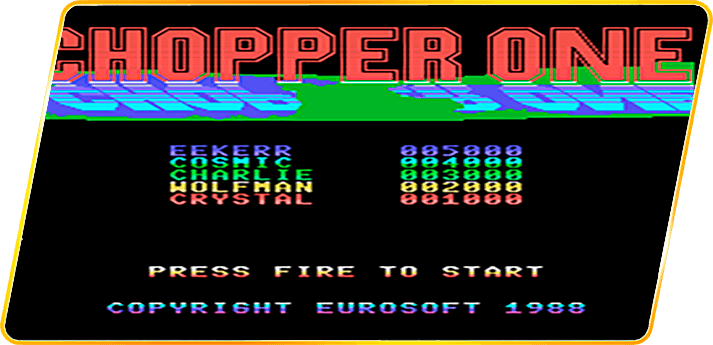 CHOPPER ONE
EEKERR 005000
COSMIC 004000
CHARLIE 003000
WOLFMAN 002000
CRYSTAL 001000
PRESS FIRE TO START
COPYRIGHT EUROSOFT 1988